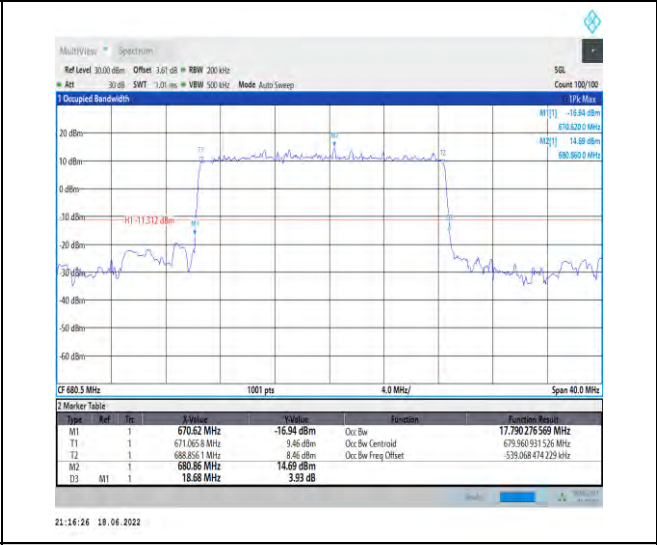 MultiView Spectrum
Ref Level 30.00 dBm Offset 3.61 dB RBW 200 kHz SGL
Att 30 dB SWT 1.01 ms VBW 500 kHz Mode Auto Sweep Count 100/100
1 Occupied Bandwidth 1Pk Max
M1[1] -16.94 dBm
670.620 0 MHz
M2[1] 14.69 dBm
680.860 0 MHz
20 dBm
M2
T1 T2
10 dBm
0 dBm
-10 dBm
H1 -11.312 dBm
M1
-20 dBm
-30 dBm
-40 dBm
-50 dBm
-60 dBm
CF 680.5 MHz 1001 pts 4.0 MHz/ Span 40.0 MHz
2 Marker Table
Type Ref Trc X-Value Y-Value Function Function Result
M1 1 670.62 MHz -16.94 dBm Occ Bw 17.790 276 569 MHz
T1 1 671.065 8 MHz 9.46 dBm Occ Bw Centroid 679.960 931 526 MHz
T2 1 688.856 1 MHz 8.46 dBm Occ Bw Freq Offset -539.068 474 229 kHz
M2 1 680.86 MHz 14.69 dBm
D3 M1 1 18.68 MHz 3.93 dB
21:16:26 18.06.2022